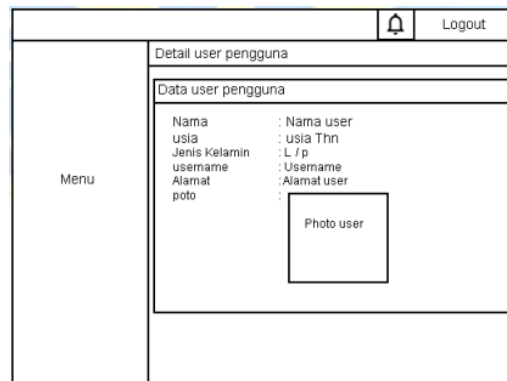 Logout
Detail user pengguna
Data user pengguna
Menu
Nama : Nama user
usia : usia Thn
Jenis Kelamin : L / p
username : Username
Alamat : Alamat user
poto :
Photo user